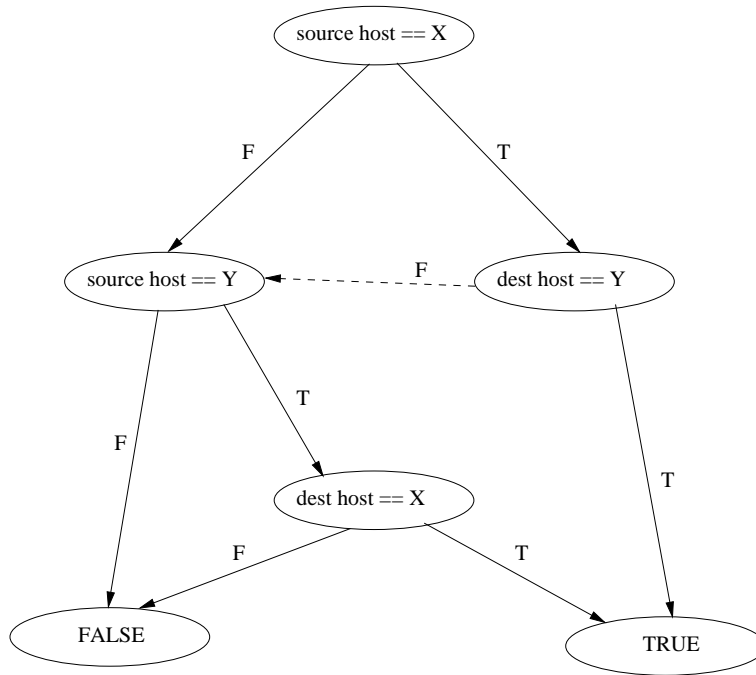 source host == X
F
T
source host == Y
F
dest host == Y
F
T
T
dest host == X
F
T
FALSE
TRUE